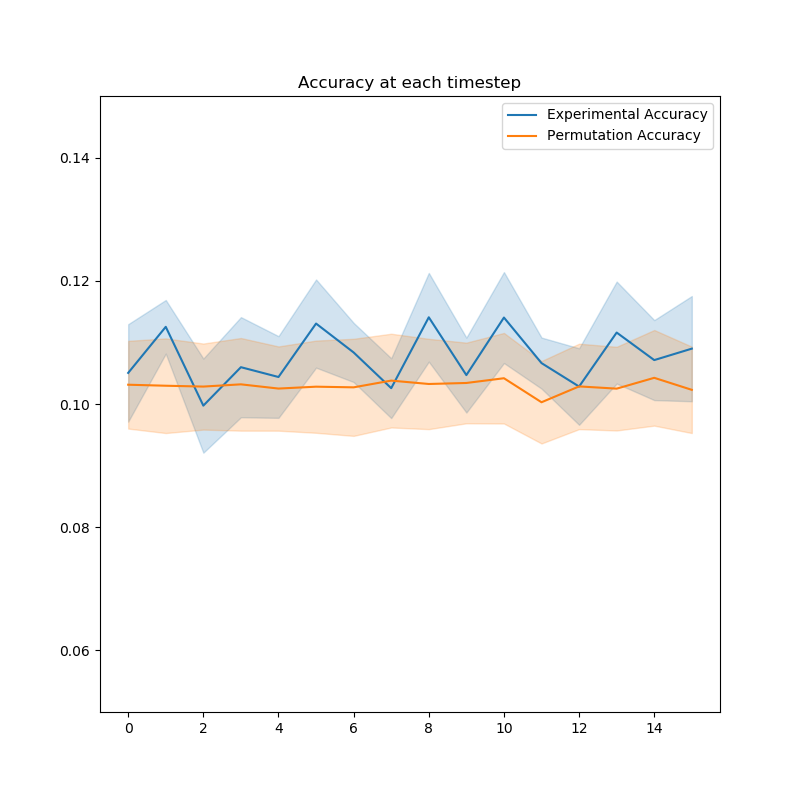 Accuracy at each timestep
Experimental Accuracy
Permutation Accuracy
0.14
0.12
0.10
0.08
0.06
0 2 4 6 8 10 12 14